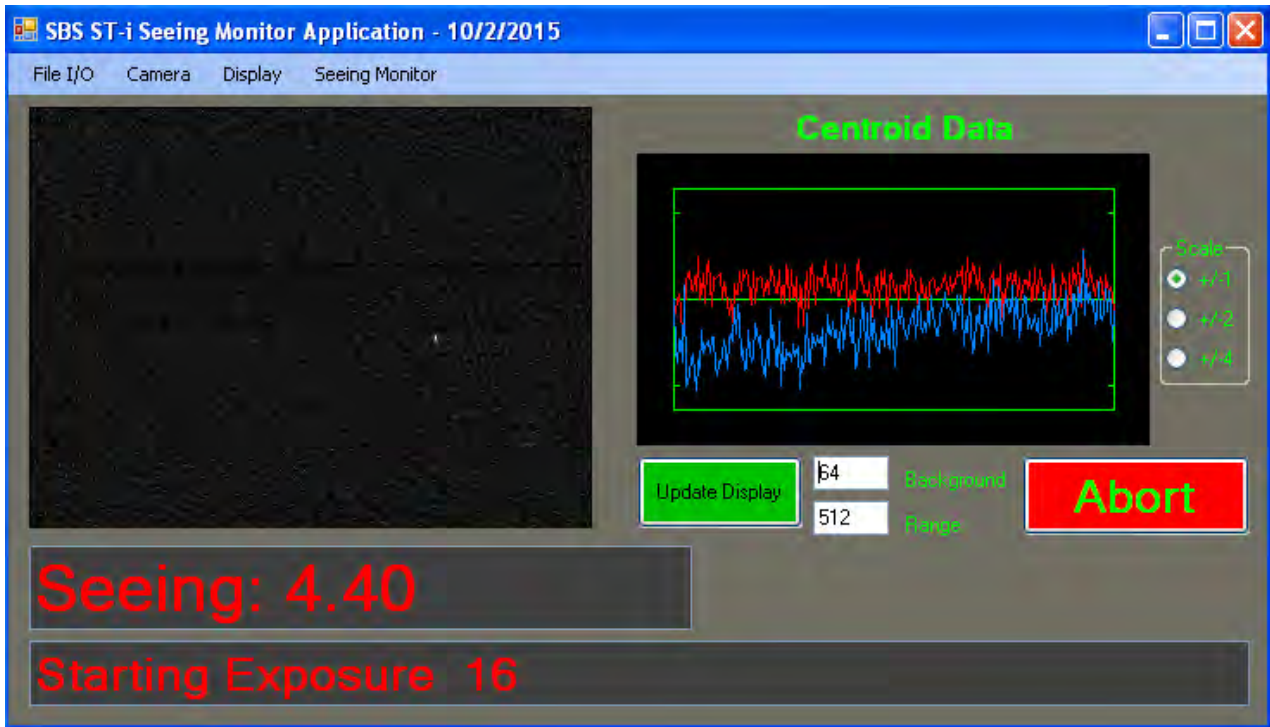 SBS ST-i Seeing Monitor Application - 10/2/2015
File I/O Camera Display Seeing Monitor
Centroid Data
Scale
+/-1
+/-2
+/-4
Update Display
64
Background
512
Range
Abort
Seeing: 4.40
Starting Exposure 16